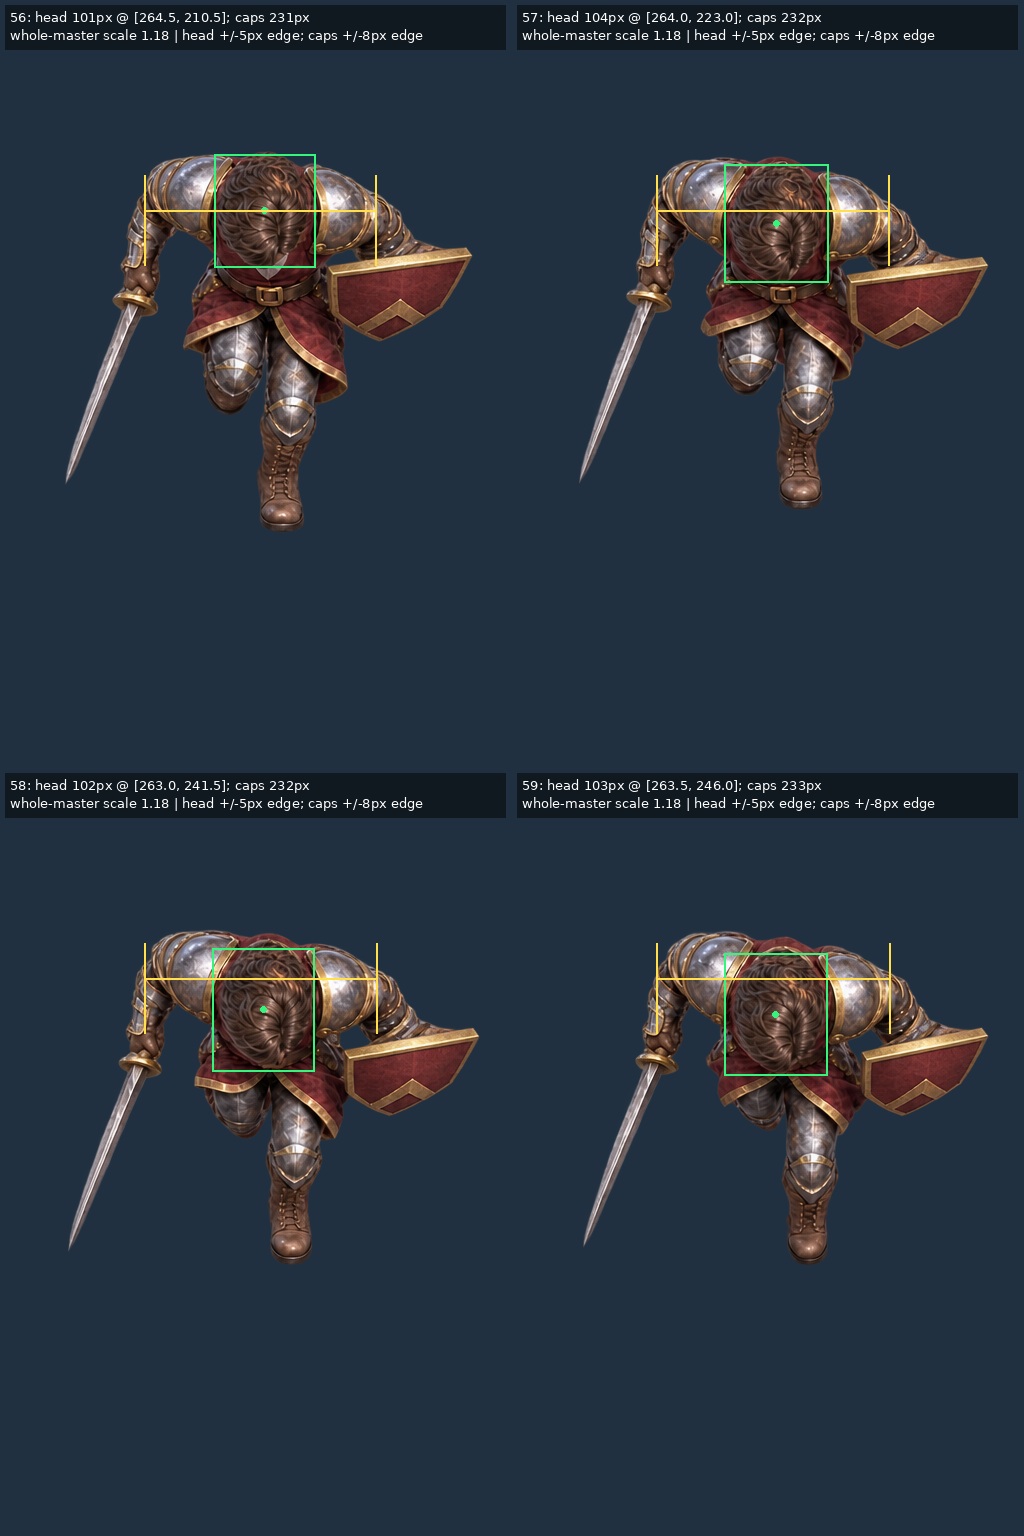 56: head 101px @ [264.5, 210.5]; caps 231px
whole-master scale 1.18 | head +/-5px edge; caps +/-8px edge
57: head 104px @ [264.0, 223.0]; caps 232px
whole-master scale 1.18 | head +/-5px edge; caps +/-8px edge
58: head 102px @ [263.0, 241.5]; caps 232px
whole-master scale 1.18 | head +/-5px edge; caps +/-8px edge
59: head 103px @ [263.5, 246.0]; caps 233px
whole-master scale 1.18 | head +/-5px edge; caps +/-8px edge